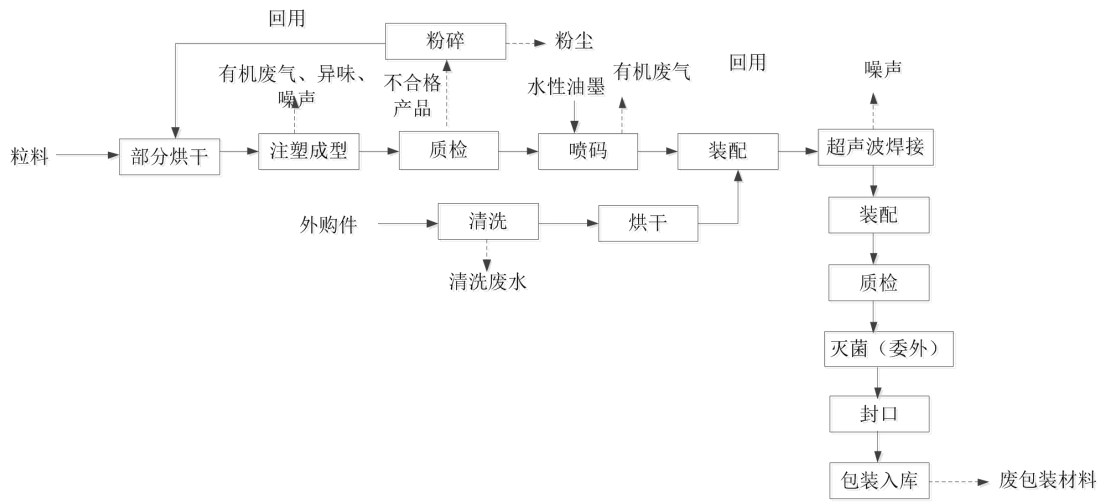 回用
粉碎
粉尘
有机废气、异味、
噪声
不合格
产品
水性油墨
有机废气
回用
噪声
粒料
部分烘干
注塑成型
质检
喷码
装配
超声波焊接
外购件
清洗
烘干
装配
清洗废水
质检
灭菌（委外）
封口
包装入库
废包装材料